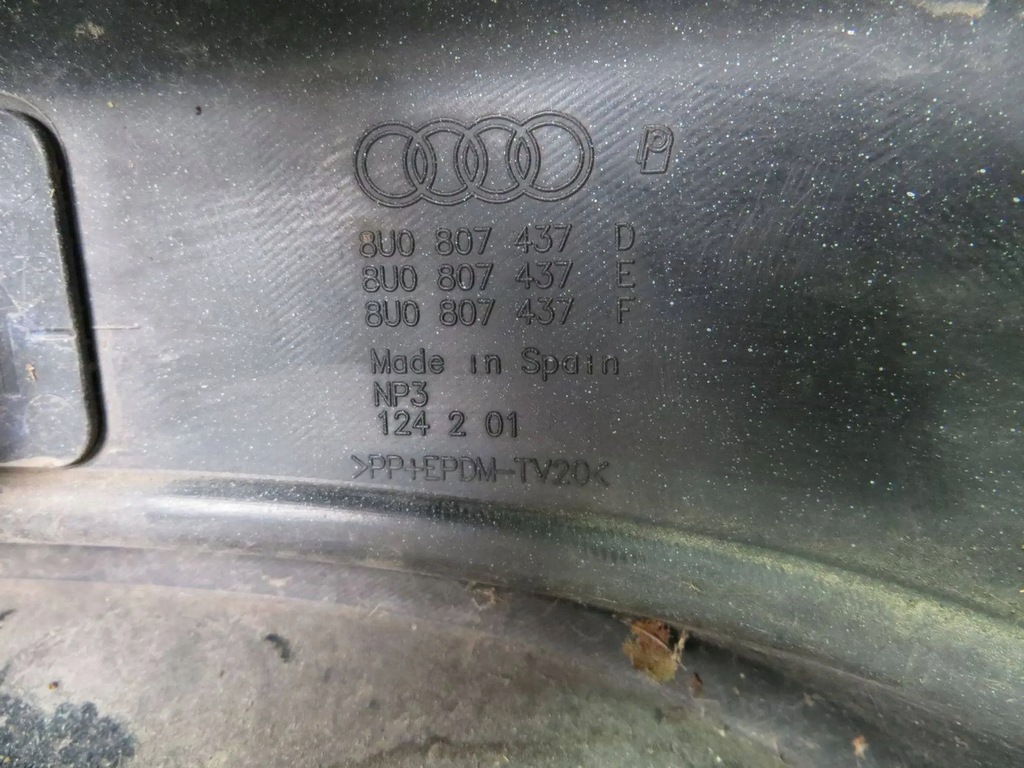 8U0 807 437 D
8U0 807 437 E
8U0 807 437 F
Made in Spain
NP3
124 2 01
>PP+EPDM-TV20<